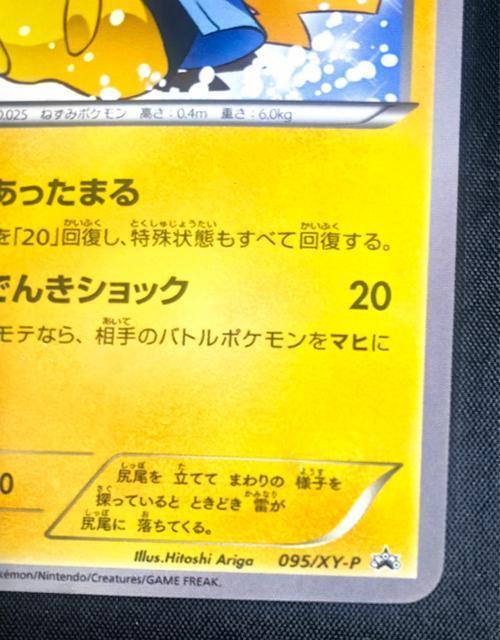 0.025 ねずみポケモン 高さ:0.4m 重さ:6.0kg
あったまる
を「20」回復し、特殊状態もすべて回復する。
でんきショック 20
モテなら、相手のバトルポケモンをマヒに
0
尻尾を 立てて まわりの 様子を
探っていると ときどき 雷が
尻尾に 落ちてくる。
Illus.Hitoshi Ariga 095/XY-P
kémon/Nintendo/Creatures/GAME FREAK.